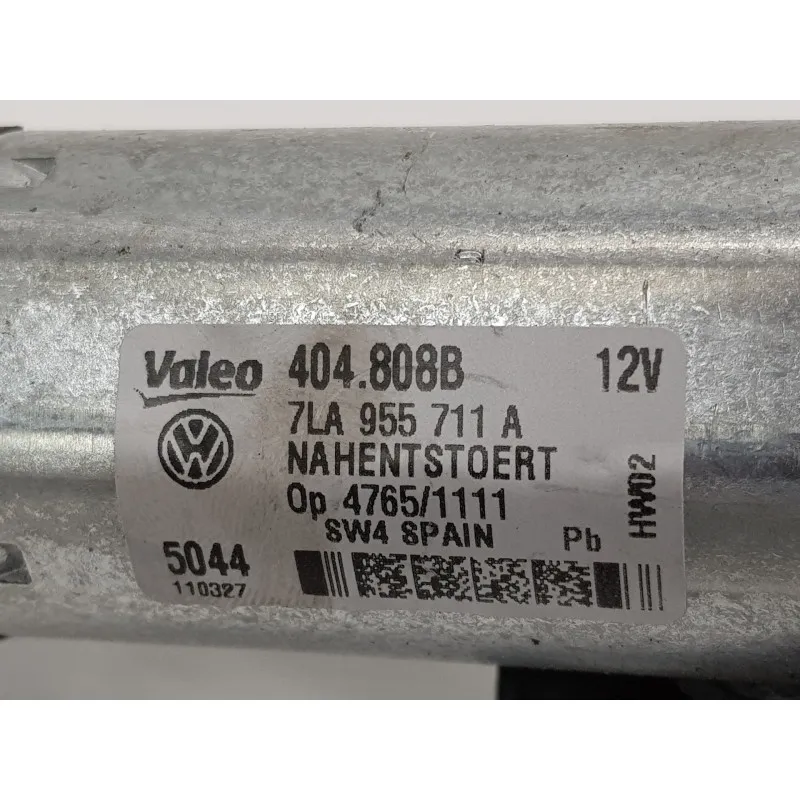 Valeo 404.808B 12V
7LA 955 711 A
NAHENTSTOERT
Op 4765/1111
SW4 SPAIN
Pb
HW02
5044
110327